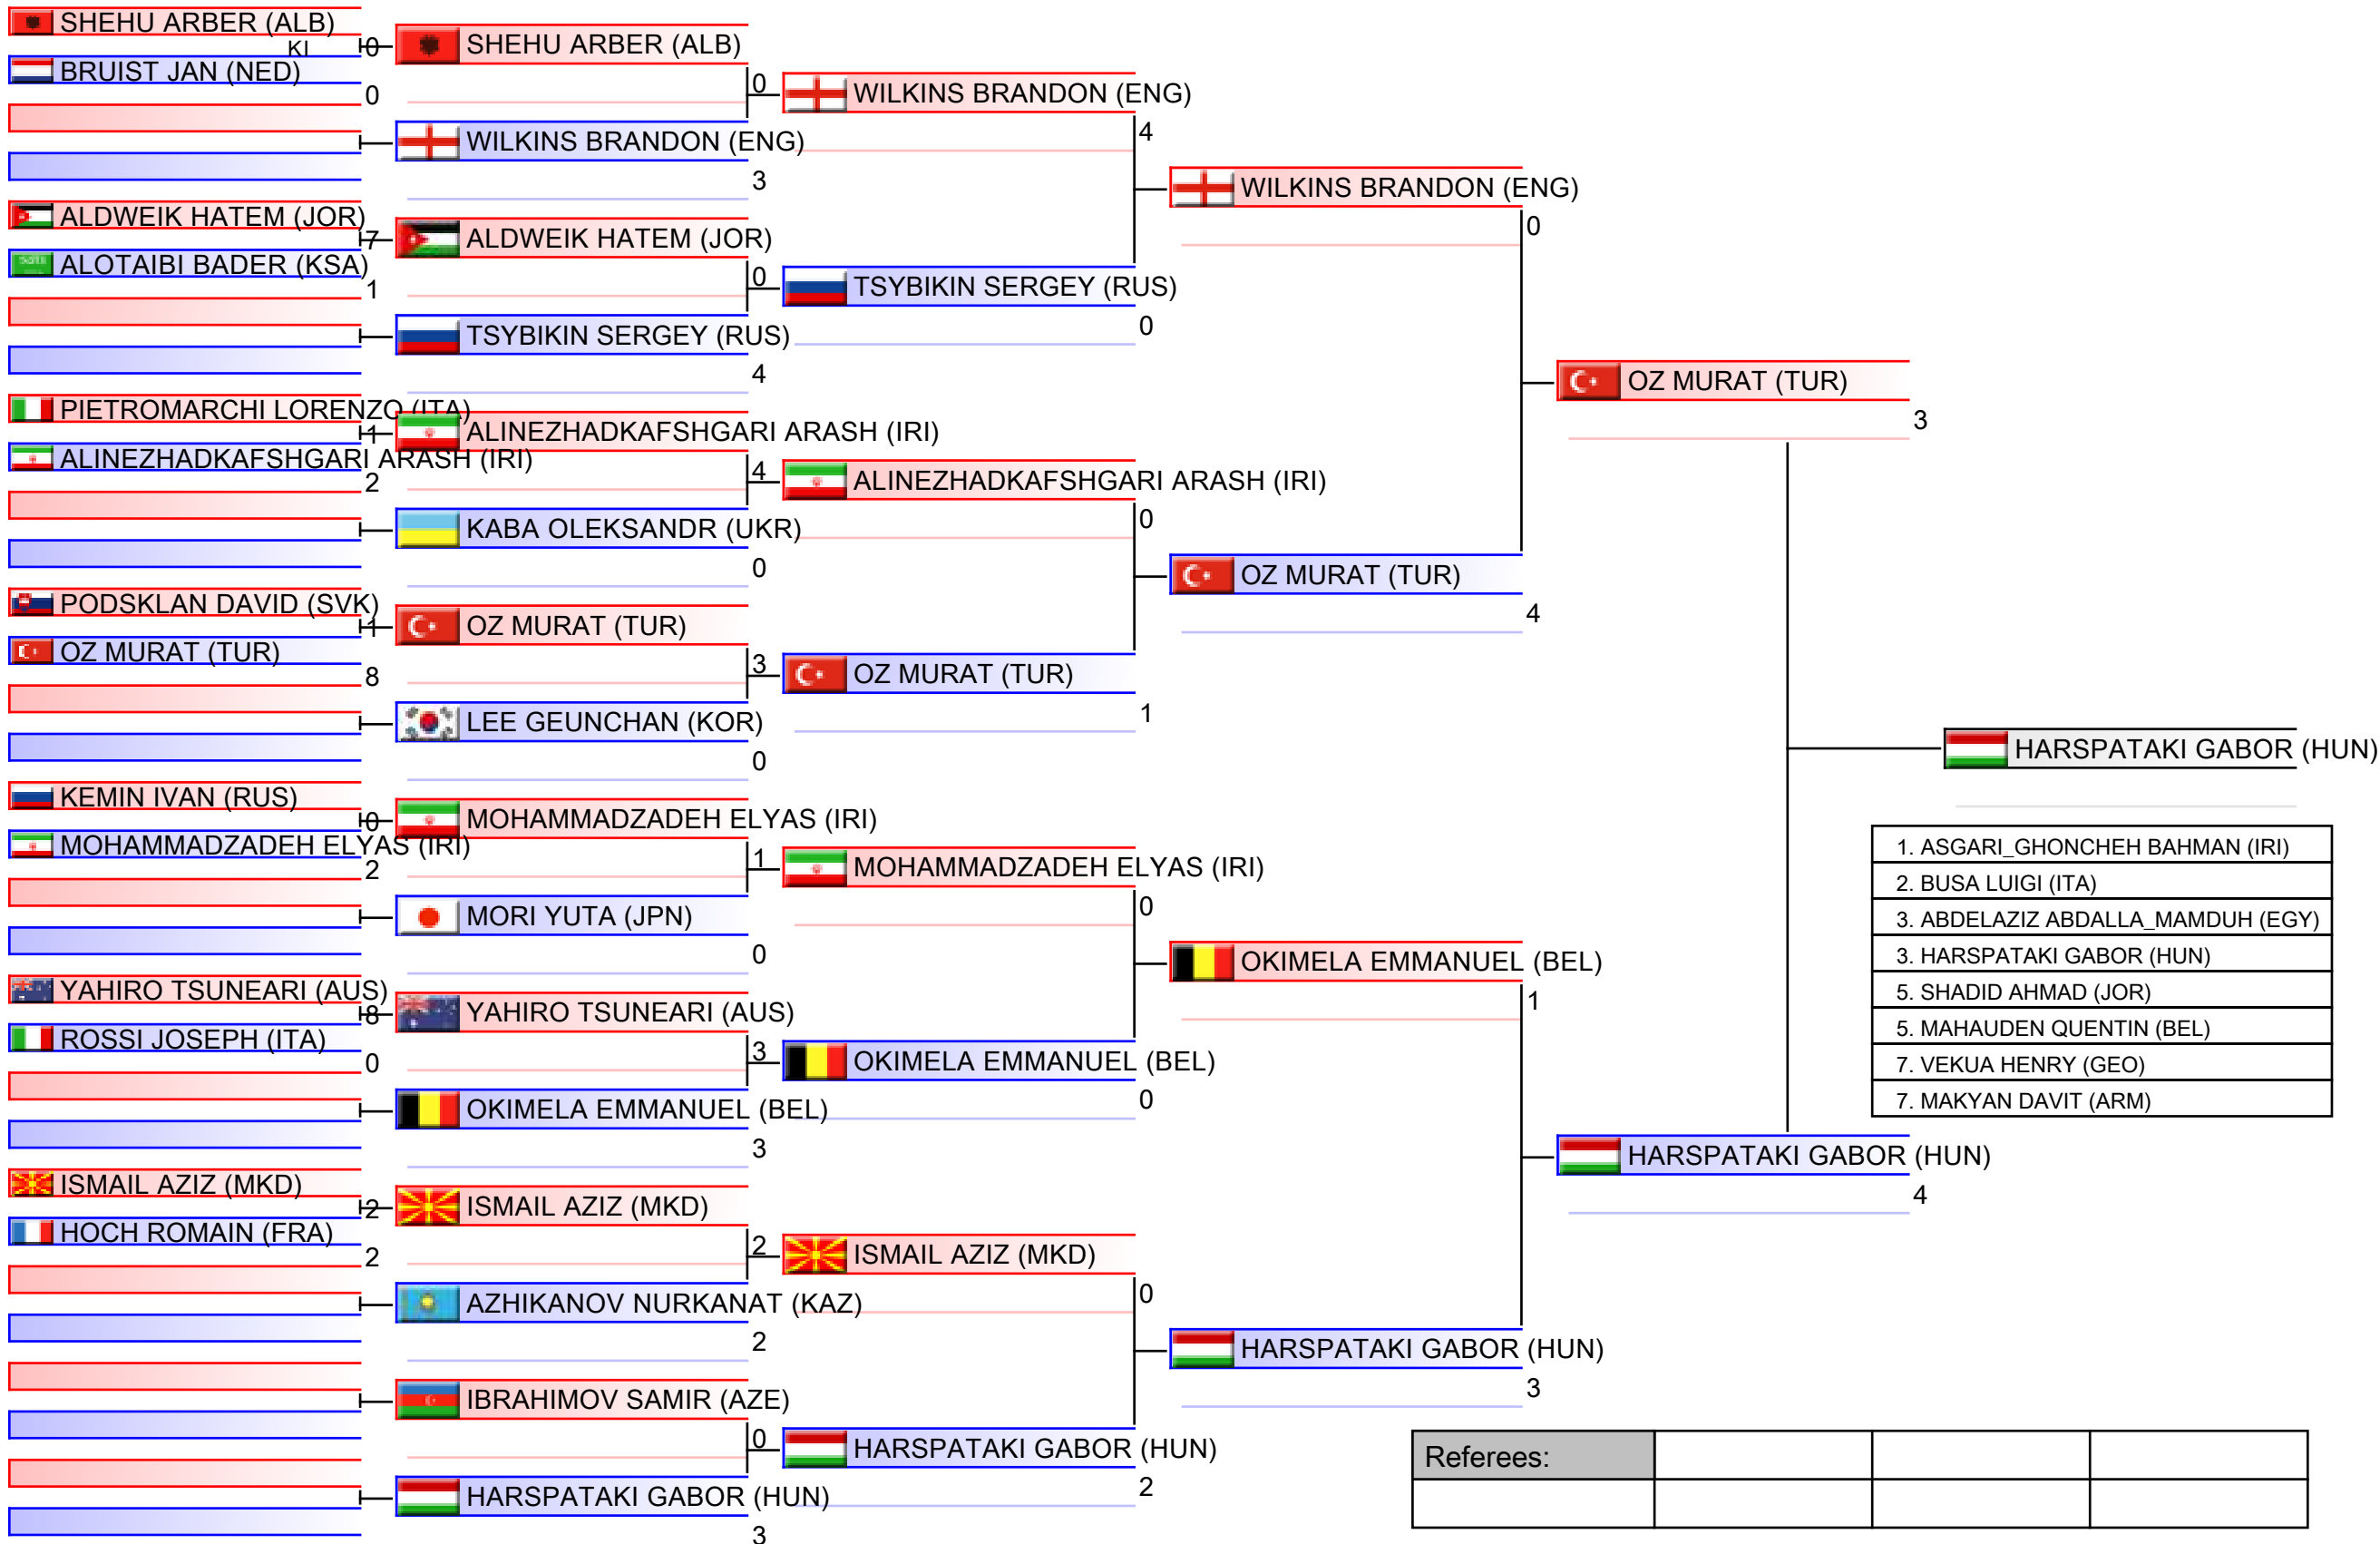 SHEHU ARBER (ALB)
KI
0
BRUIST JAN (NED)
0
ALDWEIK HATEM (JOR)
7
ALOTAIBI BADER (KSA)
1
PIETROMARCHI LORENZO (ITA)
1
ALINEZHADKAFSHGARI ARASH (IRI)
2
PODSKLAN DAVID (SVK)
1
OZ MURAT (TUR)
8
KEMIN IVAN (RUS)
0
MOHAMMADZADEH ELYAS (IRI)
2
YAHIRO TSUNEARI (AUS)
8
ROSSI JOSEPH (ITA)
0
ISMAIL AZIZ (MKD)
2
HOCH ROMAIN (FRA)
2
SHEHU ARBER (ALB)
0
WILKINS BRANDON (ENG)
3
ALDWEIK HATEM (JOR)
0
TSYBIKIN SERGEY (RUS)
4
ALINEZHADKAFSHGARI ARASH (IRI)
4
KABA OLEKSANDR (UKR)
0
OZ MURAT (TUR)
3
LEE GEUNCHAN (KOR)
0
MOHAMMADZADEH ELYAS (IRI)
1
MORI YUTA (JPN)
0
YAHIRO TSUNEARI (AUS)
3
OKIMELA EMMANUEL (BEL)
3
ISMAIL AZIZ (MKD)
2
AZHIKANOV NURKANAT (KAZ)
2
IBRAHIMOV SAMIR (AZE)
0
HARSPATAKI GABOR (HUN)
3
WILKINS BRANDON (ENG)
4
TSYBIKIN SERGEY (RUS)
0
ALINEZHADKAFSHGARI ARASH (IRI)
0
OZ MURAT (TUR)
1
MOHAMMADZADEH ELYAS (IRI)
0
OKIMELA EMMANUEL (BEL)
0
ISMAIL AZIZ (MKD)
0
HARSPATAKI GABOR (HUN)
2
WILKINS BRANDON (ENG)
0
OZ MURAT (TUR)
4
OKIMELA EMMANUEL (BEL)
1
HARSPATAKI GABOR (HUN)
3
OZ MURAT (TUR)
3
HARSPATAKI GABOR (HUN)
4
HARSPATAKI GABOR (HUN)
1. ASGARI_GHONCHEH BAHMAN (IRI)
2. BUSA LUIGI (ITA)
3. ABDELAZIZ ABDALLA_MAMDUH (EGY)
3. HARSPATAKI GABOR (HUN)
5. SHADID AHMAD (JOR)
5. MAHAUDEN QUENTIN (BEL)
7. VEKUA HENRY (GEO)
7. MAKYAN DAVIT (ARM)
Referees: